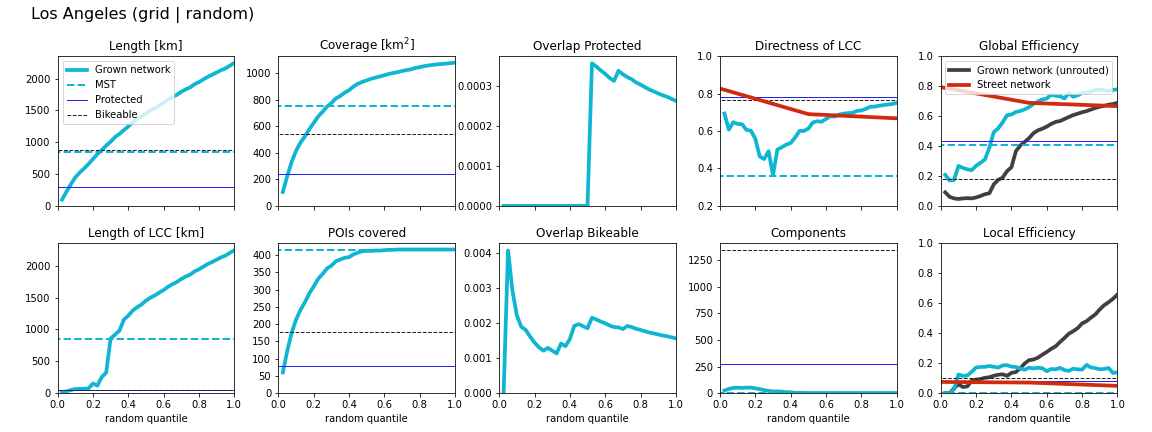 Los Angeles (grid | random)
Length [km]
Grown network
MST
Protected
Bikeable
2000
1500
1000
500
0
Coverage [km²]
1000
800
600
400
200
0
Overlap Protected
0.0003
0.0002
0.0001
0.0000
Directness of LCC
1.0
0.8
0.6
0.4
0.2
Global Efficiency
Grown network (unrouted)
Street network
1.0
0.8
0.6
0.4
0.2
0.0
Length of LCC [km]
2000
1500
1000
500
0
0.0 0.2 0.4 0.6 0.8 1.0
random quantile
POIs covered
400
350
300
250
200
150
100
50
0.0 0.2 0.4 0.6 0.8 1.0
random quantile
Overlap Bikeable
0.004
0.003
0.002
0.001
0.000
0.0 0.2 0.4 0.6 0.8 1.0
random quantile
Components
1250
1000
750
500
250
0
0.0 0.2 0.4 0.6 0.8 1.0
random quantile
Local Efficiency
1.0
0.8
0.6
0.4
0.2
0.0
0.0 0.2 0.4 0.6 0.8 1.0
random quantile